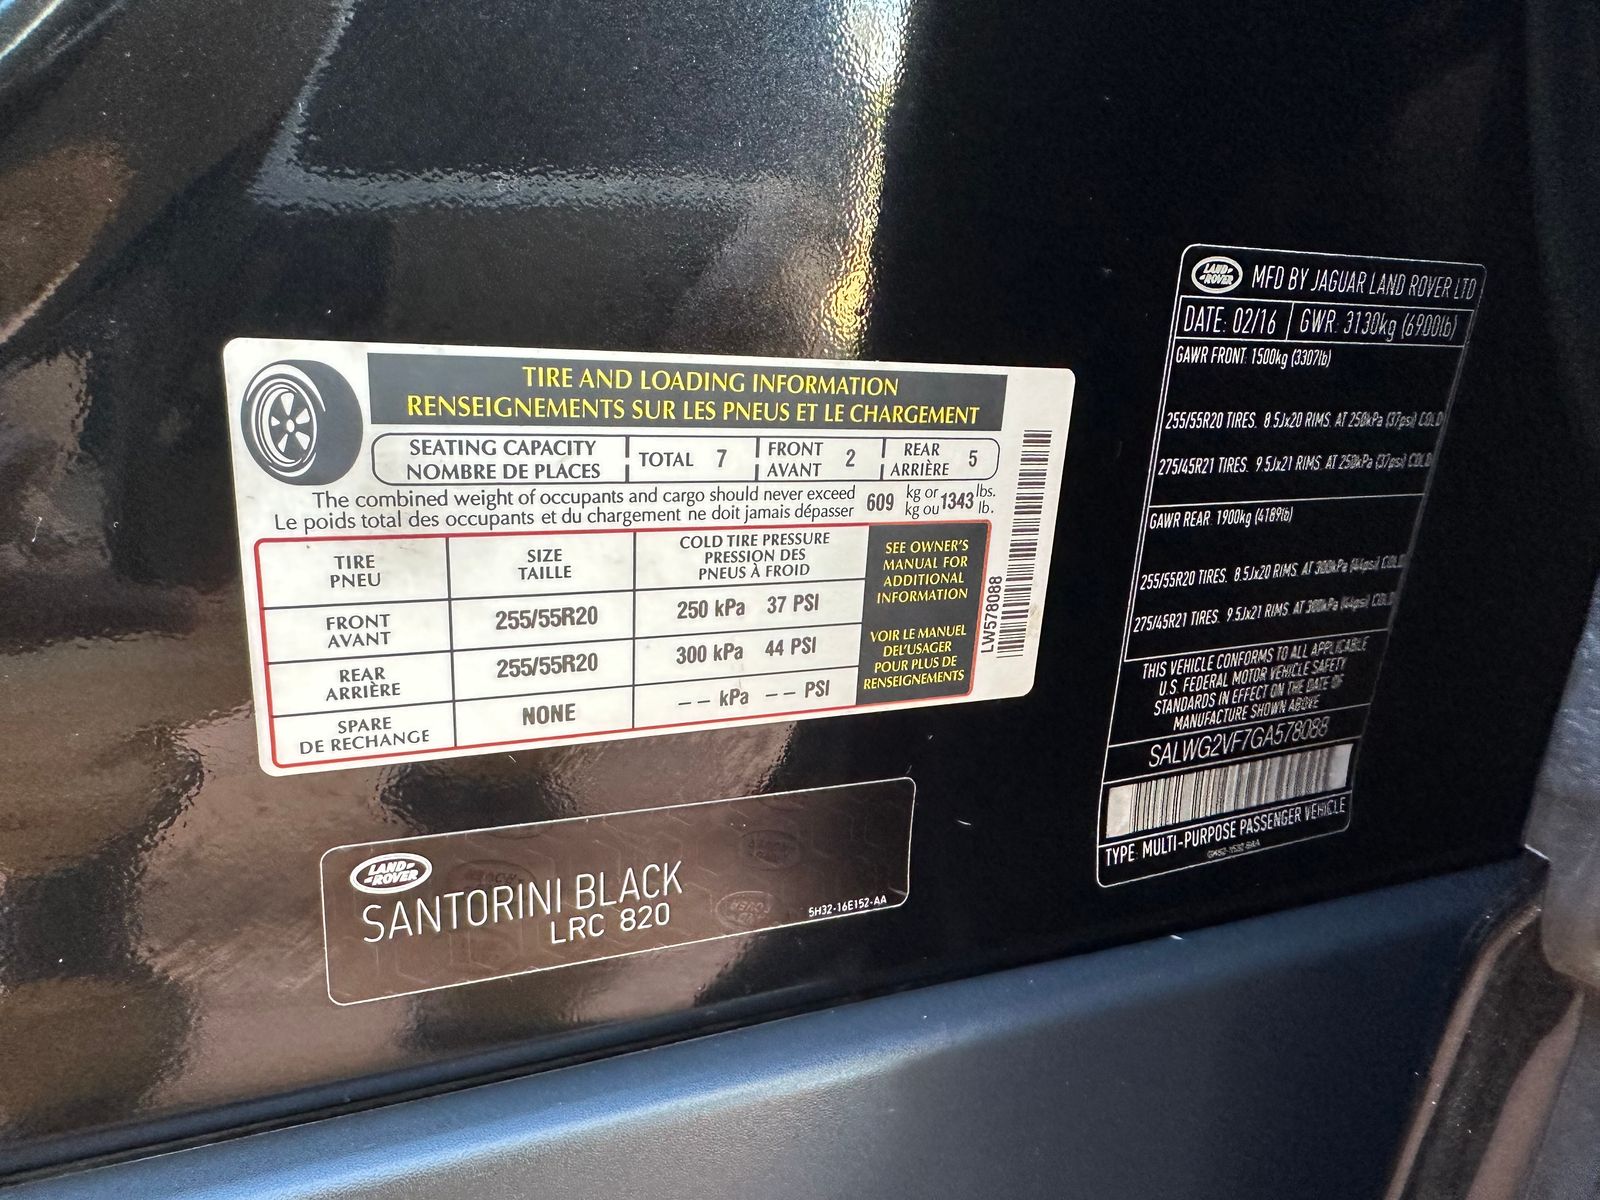 TIRE AND LOADING INFORMATION
RENSEIGNEMENTS SUR LES PNEUS ET LE CHARGEMENT
SEATING CAPACITY
NOMBRE DE PLACES
TOTAL 7
FRONT
AVANT 2
REAR
ARRIÈRE 5
The combined weight of occupants and cargo should never exceed 609 kg or 1343 lbs.
Le poids total des occupants et du chargement ne doit jamais dépasser kg ou lb.
TIRE
PNEU
SIZE
TAILLE
COLD TIRE PRESSURE
PRESSION DES
PNEUS À FROID
FRONT
AVANT
255/55R20
250 kPa 37 PSI
REAR
ARRIÈRE
255/55R20
300 kPa 44 PSI
SPARE
DE RECHANGE
NONE
-- kPa -- PSI
SEE OWNER'S
MANUAL FOR
ADDITIONAL
INFORMATION
VOIR LE MANUEL
DEL'USAGER
POUR PLUS DE
RENSEIGNEMENTS
LW578088
LAND-
-ROVER
SANTORINI BLACK
LRC 820
5H32-16E152-AA
LAND-
-ROVER
MFD BY JAGUAR LAND ROVER LTD
DATE: 02/16 GWR: 3130kg (6900lb)
GAWR FRONT: 1500kg (3307lb)
255/55R20 TIRES. 8.5Jx20 RIMS. AT 250kPa (37psi) COLD
275/45R21 TIRES. 9.5Jx21 RIMS. AT 250kPa (37psi) COLD
GAWR REAR: 1900kg (4189lb)
255/55R20 TIRES. 8.5Jx20 RIMS. AT 300kPa (44psi) COLD
275/45R21 TIRES. 9.5Jx21 RIMS. AT 300kPa (44psi) COLD
THIS VEHICLE CONFORMS TO ALL APPLICABLE
U.S. FEDERAL MOTOR VEHICLE SAFETY
STANDARDS IN EFFECT ON THE DATE OF
MANUFACTURE SHOWN ABOVE
SALWG2VF7GA578088
TYPE: MULTI-PURPOSE PASSENGER VEHICLE